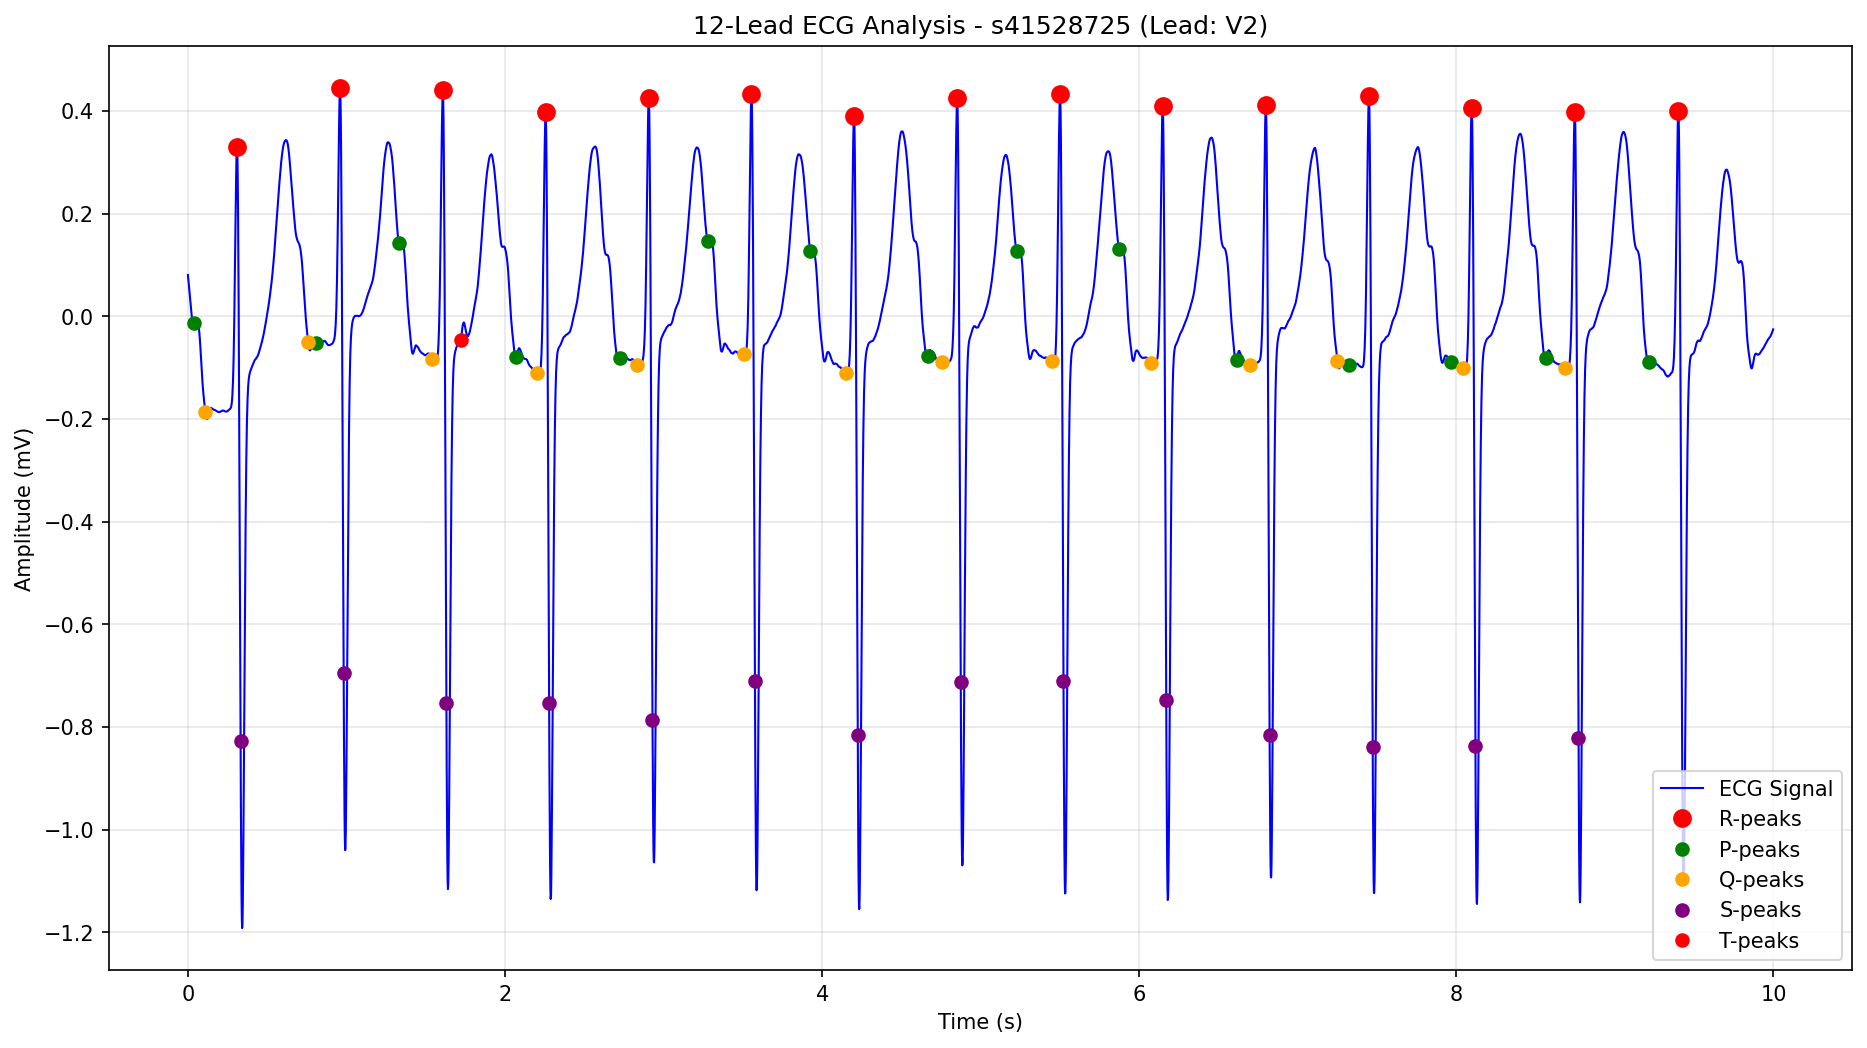 12-Lead ECG Analysis - s41528725 (Lead: V2)
Amplitude (mV)
0.4
0.2
0.0
−0.2
−0.4
−0.6
−0.8
−1.0
−1.2
ECG Signal
R-peaks
P-peaks
Q-peaks
S-peaks
T-peaks
0 2 4 6 8 10
Time (s)